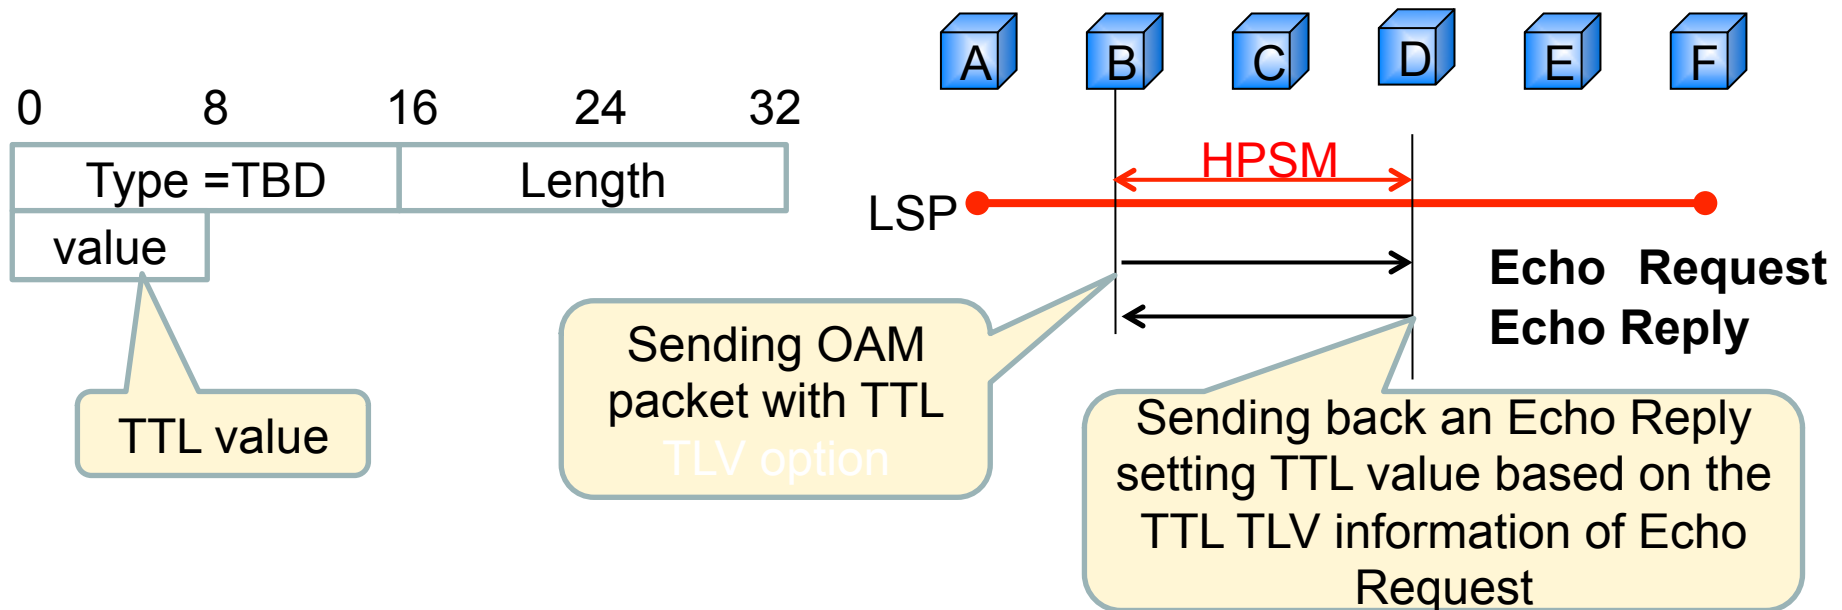 0 8 16 24 32
Type =TBD Length
value
TTL value
A B C D E F
HPSM
LSP
Echo Request
Echo Reply
Sending OAM
packet with TTL
TLV option
Sending back an Echo Reply
setting TTL value based on the
TTL TLV information of Echo
Request